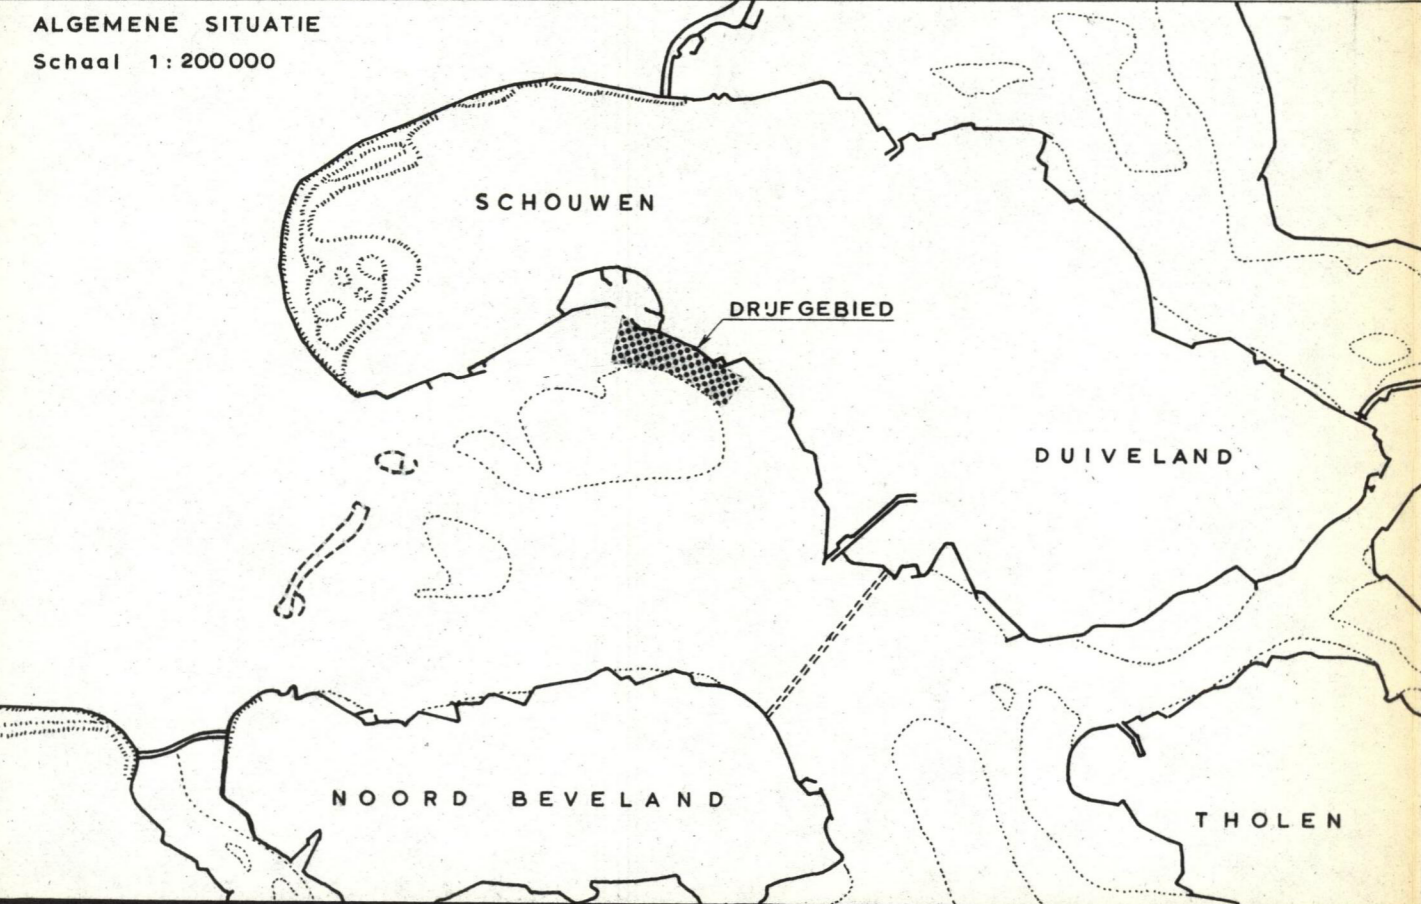 ALGEMENE SITUATIE
Schaal 1:200000
SCHOUWEN
DRIJFGEBIED
DUIVELAND
NOORD BEVELAND
THOLEN